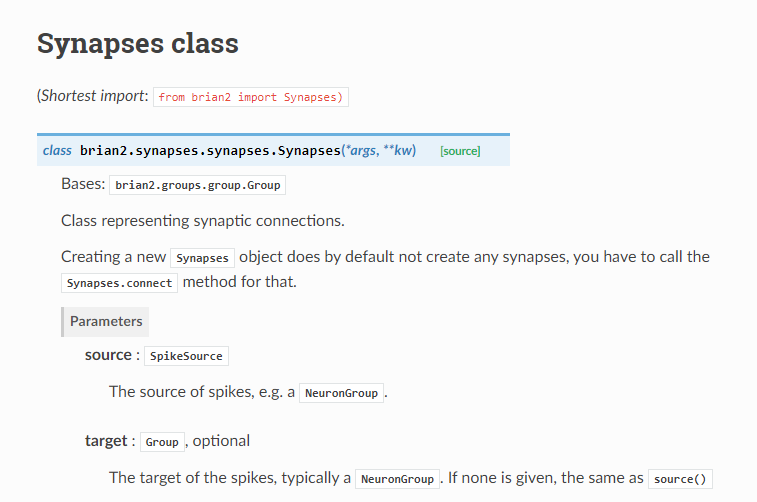 Synapses class
(Shortest import: from brian2 import Synapses)
class brian2.synapses.synapses.Synapses(*args, **kw) [source]
Bases: brian2.groups.group.Group
Class representing synaptic connections.
Creating a new Synapses object does by default not create any synapses, you have to call the
Synapses.connect method for that.
Parameters
source : SpikeSource
The source of spikes, e.g. a NeuronGroup.
target : Group, optional
The target of the spikes, typically a NeuronGroup. If none is given, the same as source()